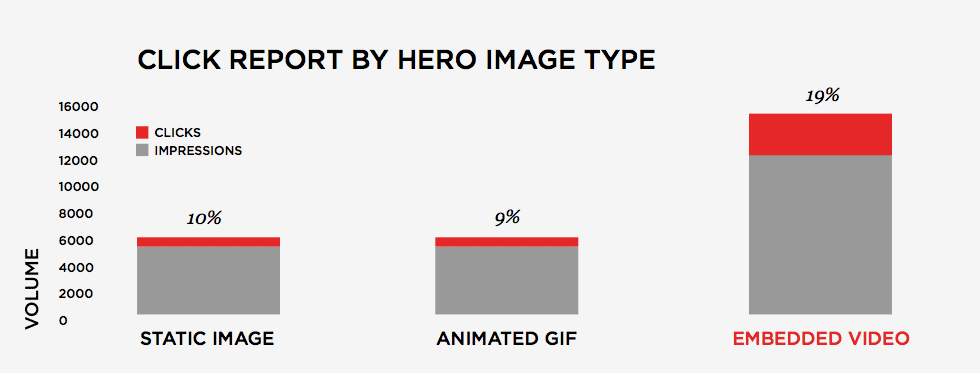 CLICK REPORT BY HERO IMAGE TYPE
16000
14000
12000
10000
8000
6000
4000
2000
0
VOLUME
CLICKS
IMPRESSIONS
10%
9%
19%
STATIC IMAGE
ANIMATED GIF
EMBEDDED VIDEO